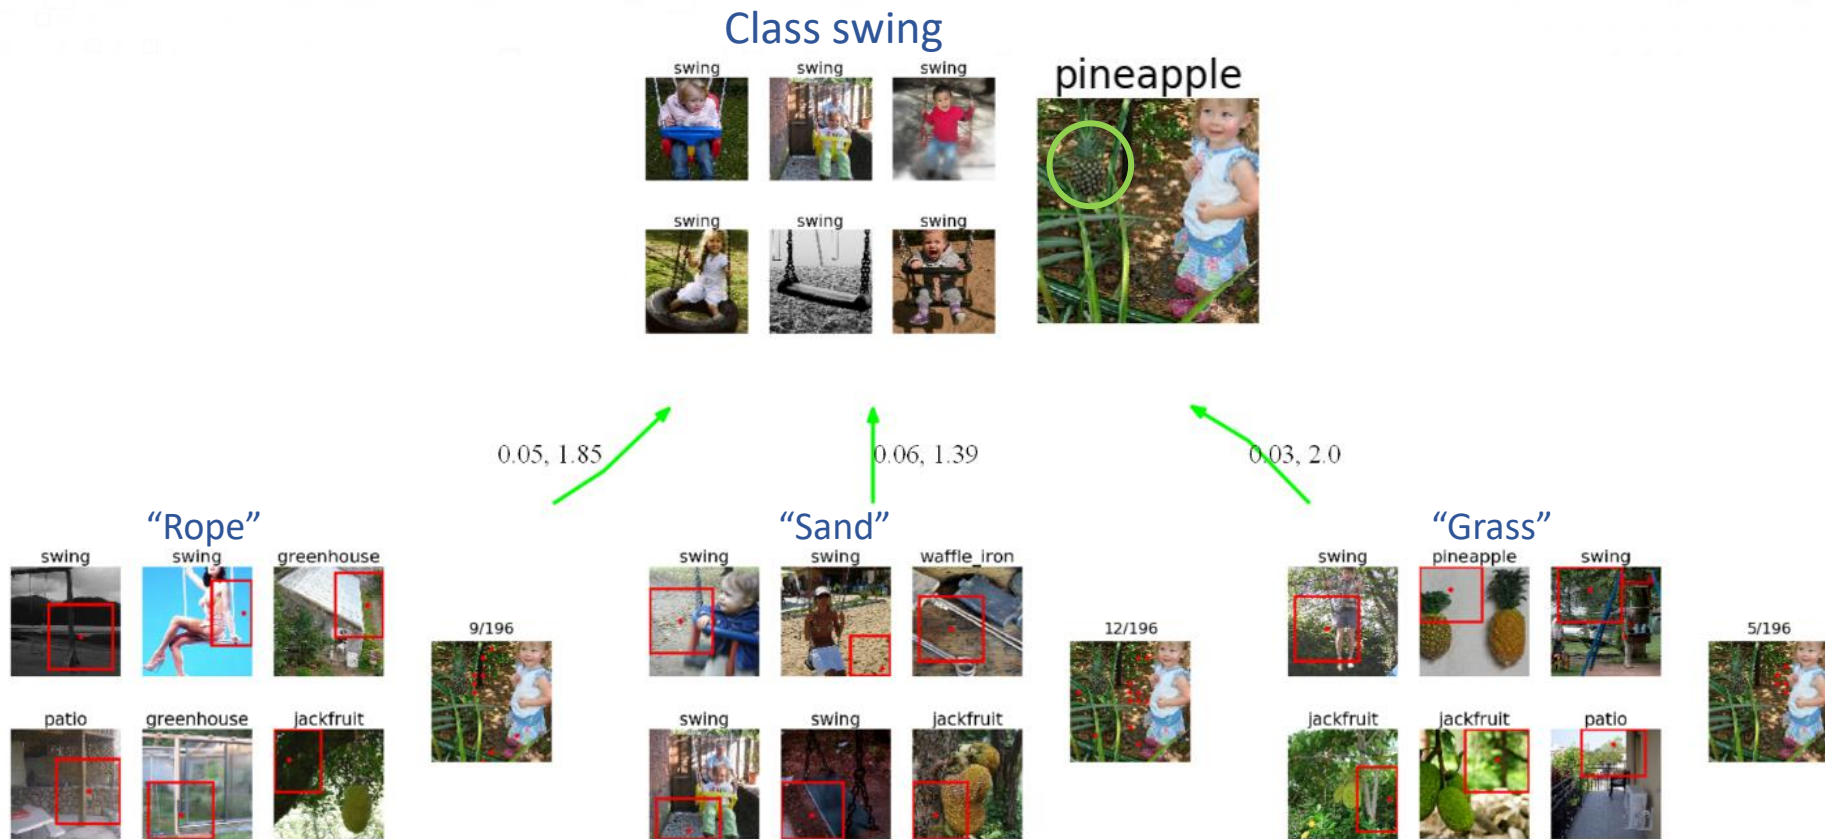 Class swing
swing swing swing
pineapple
swing swing swing
0.05, 1.85
0.06, 1.39
0.03, 2.0
“Rope”
“Sand”
“Grass”
swing swing greenhouse
9/196
patio greenhouse jackfruit
swing swing waffle_iron
12/196
swing swing jackfruit
swing pineapple swing
5/196
jackfruit jackfruit patio